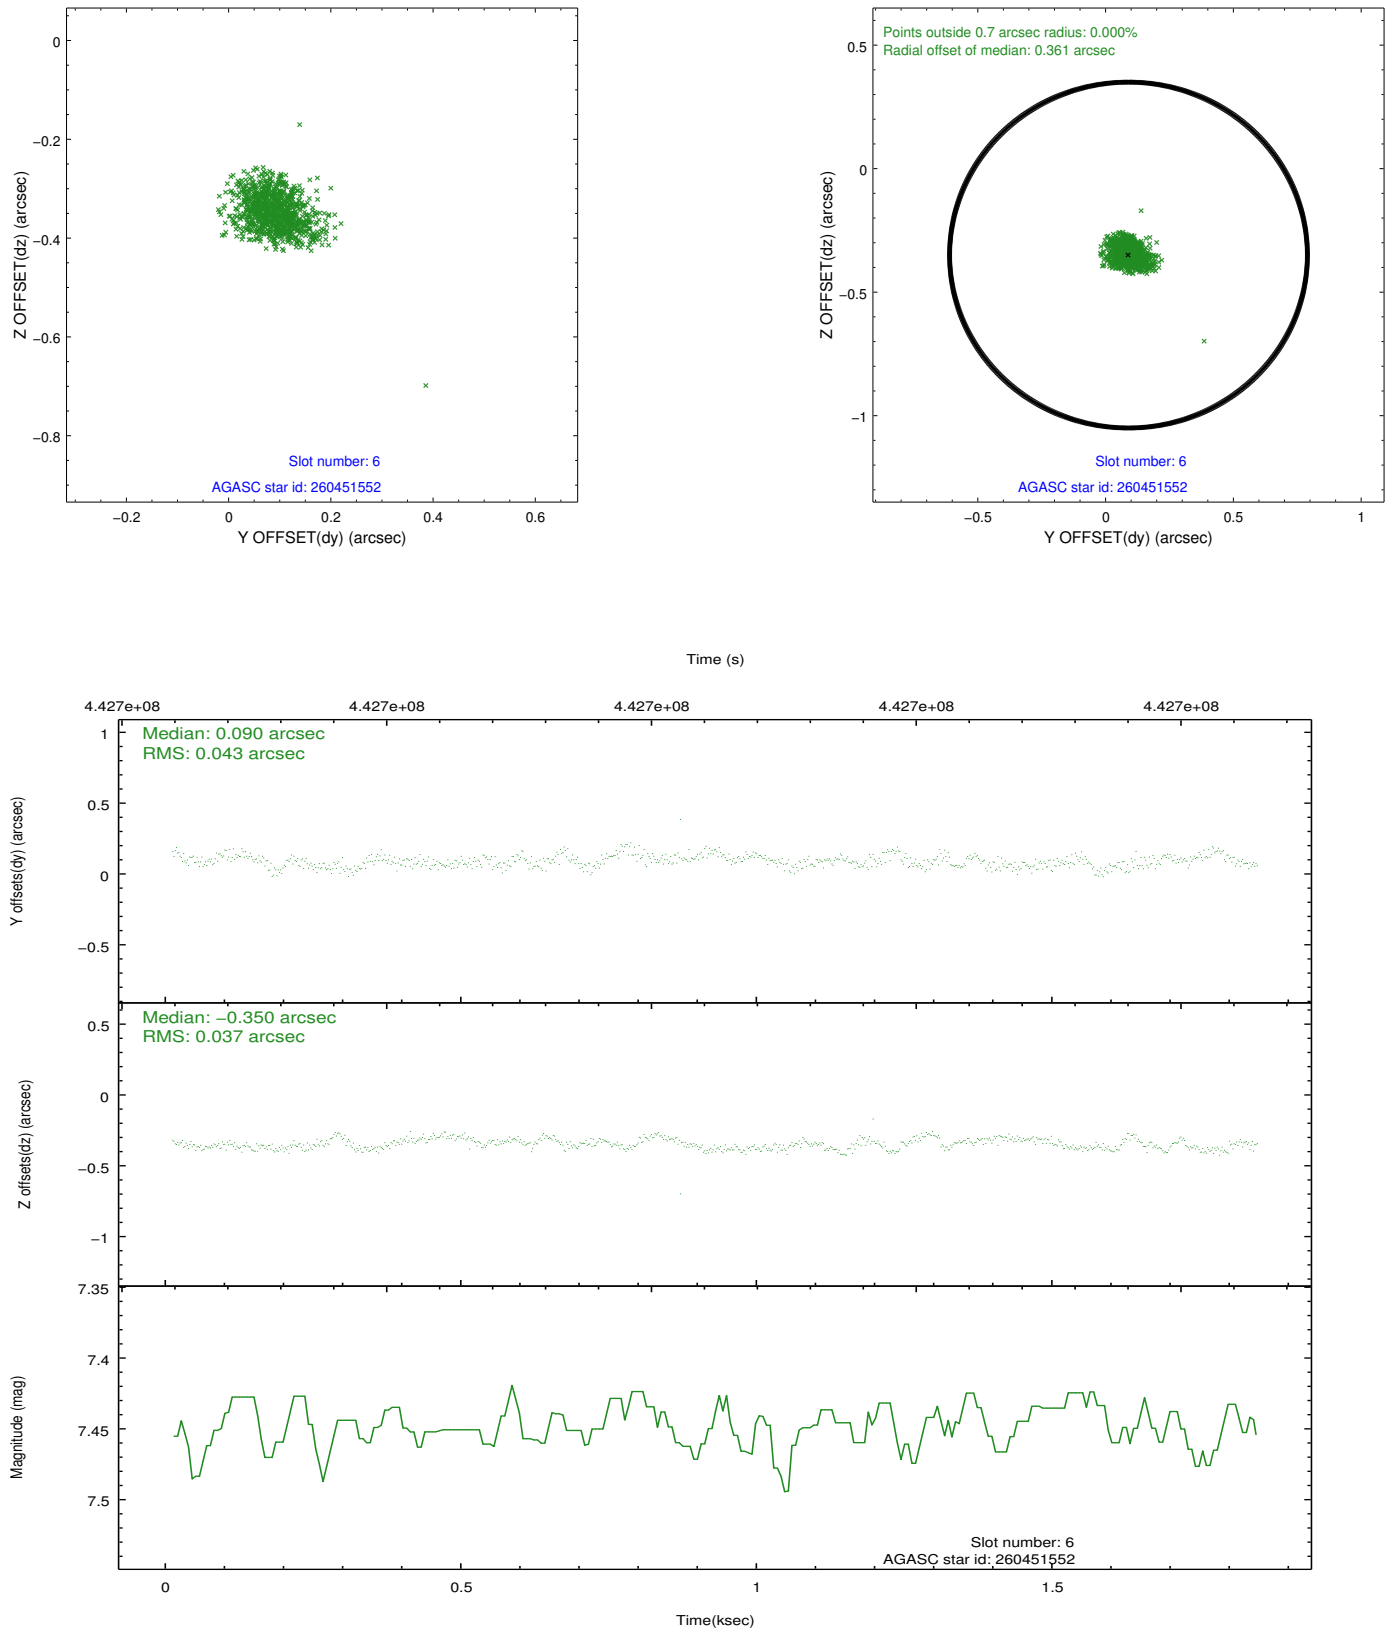 0
−0.2
−0.4
−0.6
−0.8
Z OFFSET(dz) (arcsec)
Slot number: 6
AGASC star id: 260451552
−0.2
0
0.2
0.4
0.6
Y OFFSET(dy) (arcsec)
Points outside 0.7 arcsec radius: 0.000%
Radial offset of median: 0.361 arcsec
0.5
0
−0.5
−1
Z OFFSET(dz) (arcsec)
Slot number: 6
AGASC star id: 260451552
−0.5
0
0.5
1
Y OFFSET(dy) (arcsec)
Time (s)
4.427e+08
4.427e+08
4.427e+08
4.427e+08
4.427e+08
Median: 0.090 arcsec
RMS: 0.043 arcsec
1
0.5
0
−0.5
Y offsets(dy) (arcsec)
Median: −0.350 arcsec
RMS: 0.037 arcsec
0.5
0
−0.5
−1
Z offsets(dz) (arcsec)
7.35
7.4
7.45
7.5
Magnitude (mag)
Slot number: 6
AGASC star id: 260451552
0
0.5
1
1.5
Time(ksec)